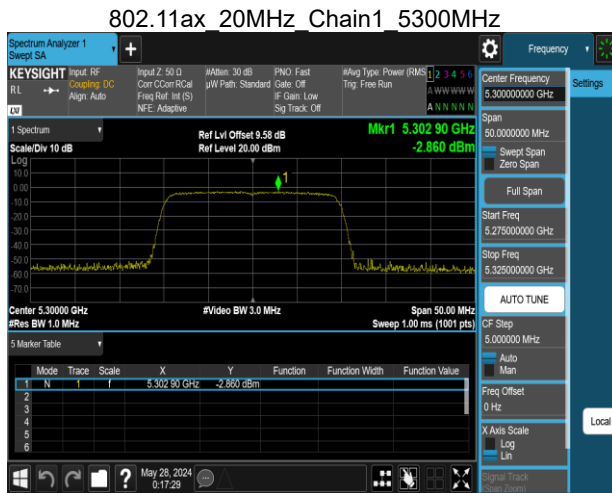 802.11ax_20MHz_Chain1_5300MHz
Spectrum Analyzer 1
Swept SA
Frequency
KEYSIGHT
RL
LXI
Input: RF
Coupling: DC
Align: Auto
Input Z: 50 Ω
Corr CCorr RCal
Freq Ref: Int (S)
NFE: Adaptive
#Atten: 30 dB
µW Path: Standard
PNO: Fast
Gate: Off
IF Gain: Low
Sig Track: Off
#Avg Type: Power (RMS
Trig: Free Run
1 2 3 4 5 6
A W W W W W
A N N N N N
1 Spectrum
Scale/Div 10 dB
Ref Lvl Offset 9.58 dB
Ref Level 20.00 dBm
Mkr1 5.302 90 GHz
-2.860 dBm
Log
10.0
0.00
-10.0
-20.0
-30.0
-40.0
-50.0
-60.0
-70.0
1
Center 5.30000 GHz
#Res BW 1.0 MHz
#Video BW 3.0 MHz
Span 50.00 MHz
Sweep 1.00 ms (1001 pts)
5 Marker Table
Mode Trace Scale X Y Function Function Width Function Value
1 N 1 f 5.302 90 GHz -2.860 dBm
2
3
4
5
6
May 28, 2024
0:17:29
Center Frequency
5.300000000 GHz
Settings
Span
50.0000000 MHz
Swept Span
Zero Span
Full Span
Start Freq
5.275000000 GHz
Stop Freq
5.325000000 GHz
AUTO TUNE
CF Step
5.000000 MHz
Auto
Man
Freq Offset
0 Hz
X Axis Scale
Log
Lin
Local
Signal Track
(Span Zoom)